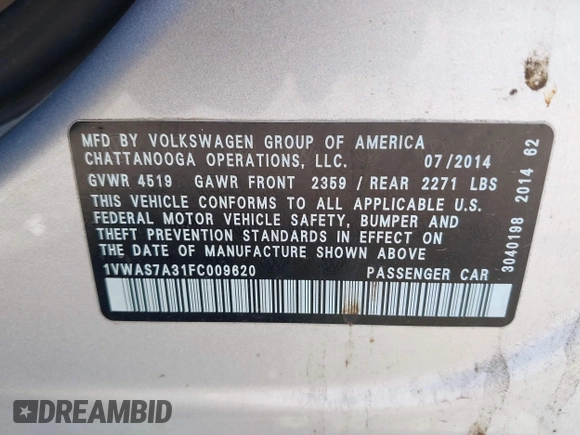 MFD BY VOLKSWAGEN GROUP OF AMERICA
CHATTANOOGA OPERATIONS, LLC. 07/2014
GVWR 4519 GAWR FRONT 2359 / REAR 2271 LBS
THIS VEHICLE CONFORMS TO ALL APPLICABLE U.S.
FEDERAL MOTOR VEHICLE SAFETY, BUMPER AND
THEFT PREVENTION STANDARDS IN EFFECT ON
THE DATE OF MANUFACTURE SHOWN ABOVE
1VWAS7A31FC009620 PASSENGER CAR
3040198 2014 62
DREAMBID